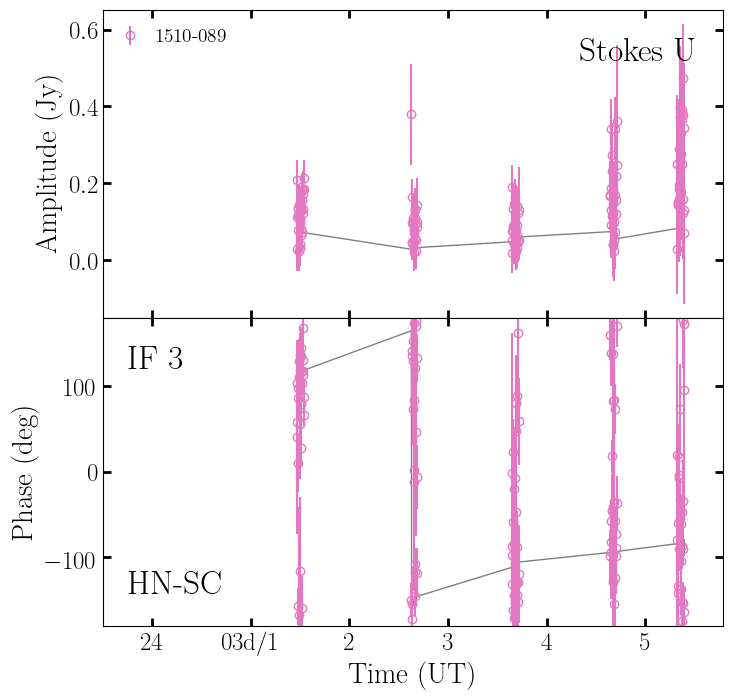 1510-089
Stokes U
0.6
0.4
0.2
0.0
Amplitude (Jy)
IF 3
100
0
−100
Phase (deg)
HN-SC
24 03d/1 2 3 4 5
Time (UT)